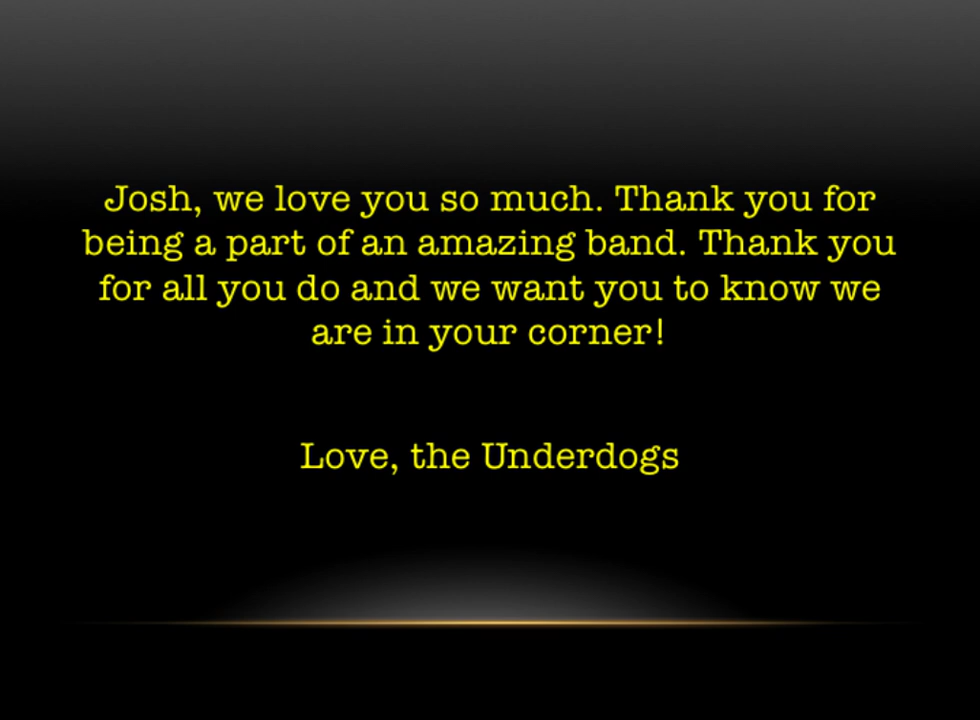 Josh, we love you so much. Thank you for
being a part of an amazing band. Thank you
for all you do and we want you to know we
are in your corner!
Love, the Underdogs